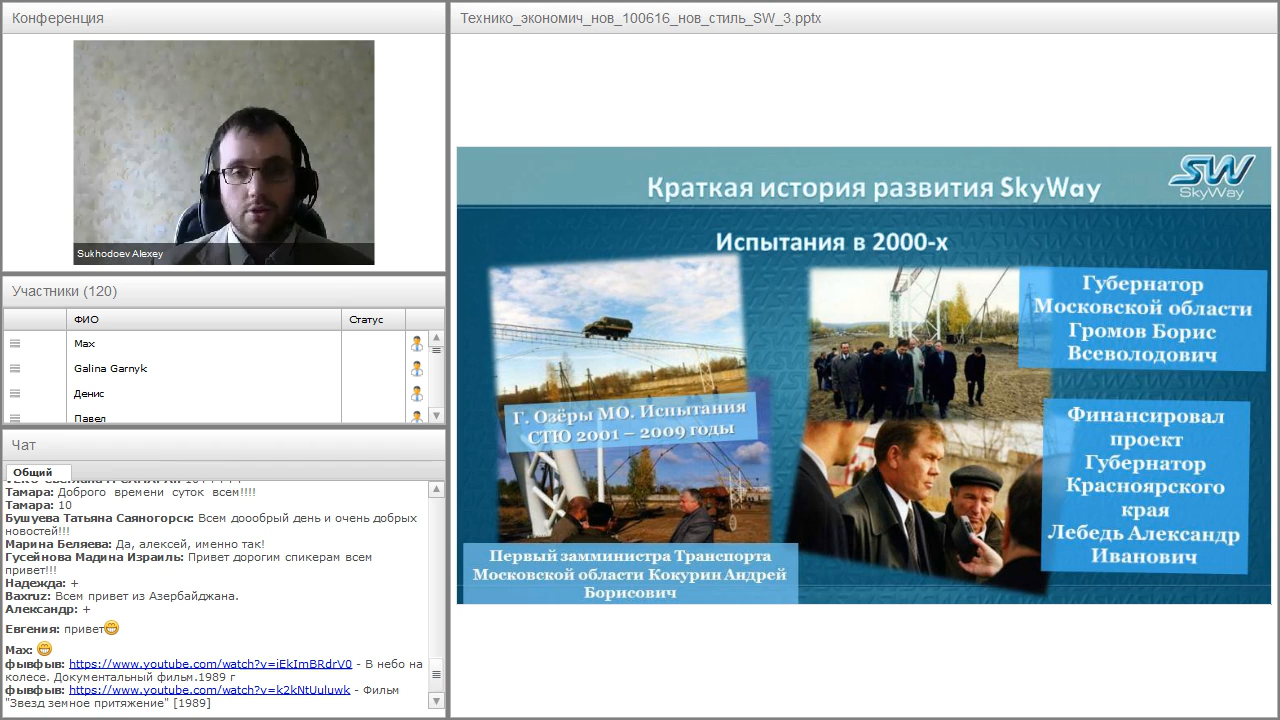 Конференция
Sukhodoev Alexey
Участники (120)
ФИО
Статус
Max
Galina Garnyk
Денис
Павел
Чат
Общий
Тамара: Доброго времени суток всем!!!!
Тамара: 10
Бушуева Татьяна Саяногорск: Всем доообрый день и очень добрых
новостей!!!
Марина Беляева: Да, алексей, именно так!
Гусейнова Мадина Израиль: Привет дорогим спикерам всем
привет!!!
Надежда: +
Baxruz: Всем привет из Азербайджана.
Александр: +
Евгения: привет
Max:
фывфыв: https://www.youtube.com/watch?v=iEkImBRdrV0 - В небо на
колесе. Документальный фильм.1989 г
фывфыв: https://www.youtube.com/watch?v=k2kNtUuluwk - Фильм
"Звезд земное притяжение" [1989]
Технико_экономич_нов_100616_нов_стиль_SW_3.pptx
Краткая история развития SkyWay
SW
SkyWay
Испытания в 2000-х
Г. Озёры МО. Испытания
СТЮ 2001 – 2009 годы
Первый замминистра Транспорта
Московской области Кокурин Андрей
Борисович
Губернатор
Московской области
Громов Борис
Всеволодович
Финансировал
проект
Губернатор
Красноярского
края
Лебедь Александр
Иванович